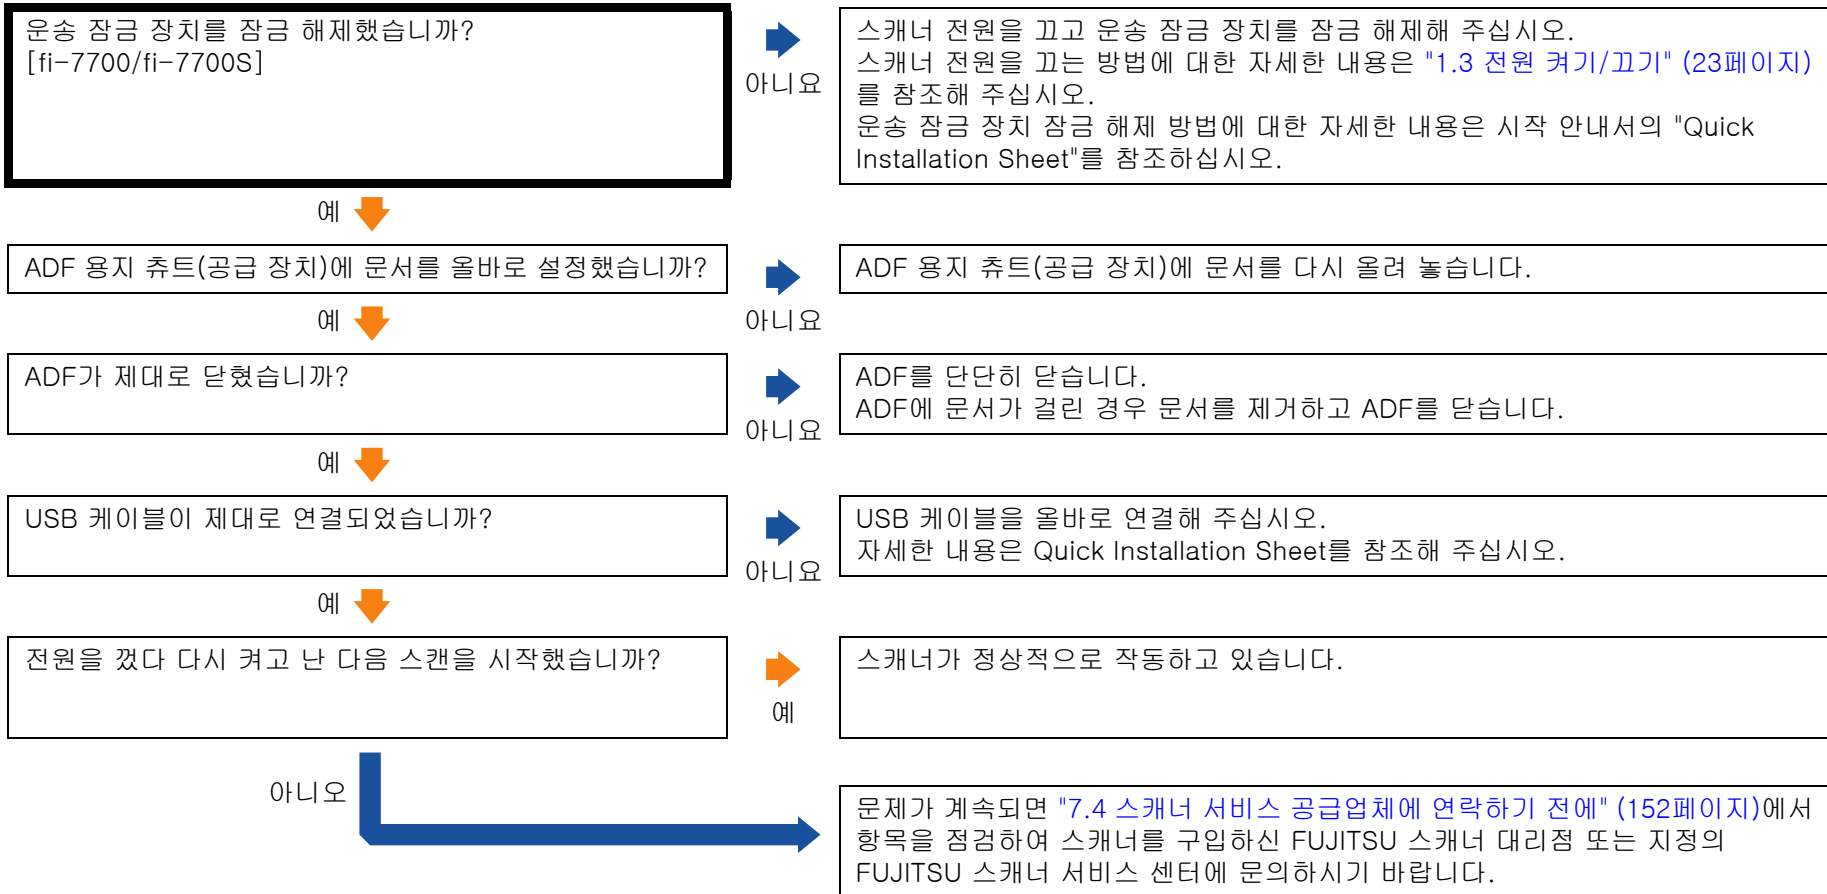 운송 잠금 장치를 잠금 해제했습니까?
[fi-7700/fi-7700S]
아니요
스캐너 전원을 끄고 운송 잠금 장치를 잠금 해제해 주십시오.
스캐너 전원을 끄는 방법에 대한 자세한 내용은 "1.3 전원 켜기/끄기" (23페이지)
를 참조해 주십시오.
운송 잠금 장치 잠금 해제 방법에 대한 자세한 내용은 시작 안내서의 "Quick
Installation Sheet"를 참조하십시오.
예
ADF 용지 츄트(공급 장치)에 문서를 올바로 설정했습니까?
아니요
ADF 용지 츄트(공급 장치)에 문서를 다시 올려 놓습니다.
예
ADF가 제대로 닫혔습니까?
아니요
ADF를 단단히 닫습니다.
ADF에 문서가 걸린 경우 문서를 제거하고 ADF를 닫습니다.
예
USB 케이블이 제대로 연결되었습니까?
아니요
USB 케이블을 올바로 연결해 주십시오.
자세한 내용은 Quick Installation Sheet를 참조해 주십시오.
예
전원을 껐다 다시 켜고 난 다음 스캔을 시작했습니까?
예
스캐너가 정상적으로 작동하고 있습니다.
아니오
문제가 계속되면 "7.4 스캐너 서비스 공급업체에 연락하기 전에" (152페이지)에서
항목을 점검하여 스캐너를 구입하신 FUJITSU 스캐너 대리점 또는 지정의
FUJITSU 스캐너 서비스 센터에 문의하시기 바랍니다.